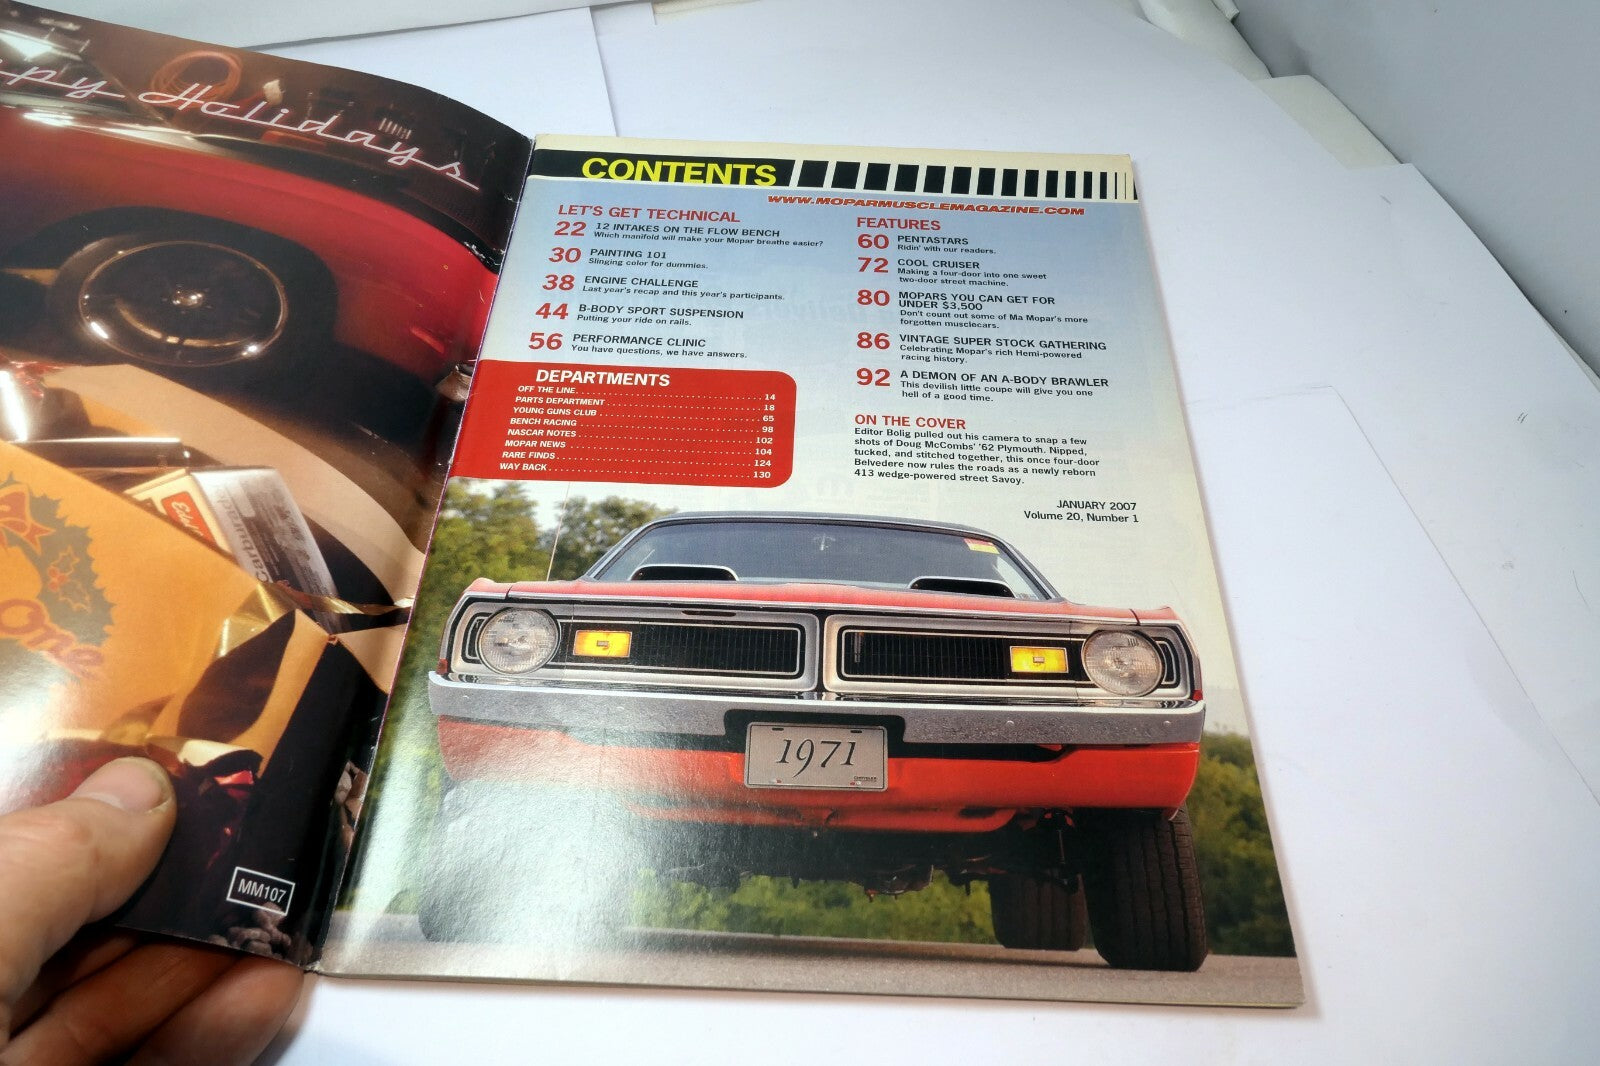 Holidays
MM107
CONTENTS
WWW.MOPARMUSCLEMAGAZINE.COM
LET'S GET TECHNICAL
22 12 INTAKES ON THE FLOW BENCH
Which manifold will make your Mopar breathe easier?
30 PAINTING 101
Slinging color for dummies.
38 ENGINE CHALLENGE
Last year's recap and this year's participants.
44 B-BODY SPORT SUSPENSION
Putting your ride on rails.
56 PERFORMANCE CLINIC
You have questions, we have answers.
DEPARTMENTS
OFF THE LINE 14
PARTS DEPARTMENT 18
YOUNG GUNS CLUB 65
BENCH RACING 98
NASCAR NOTES 102
MOPAR NEWS 104
RARE FINDS 124
WAY BACK 130
FEATURES
60 PENTASTARS
Ridin' with our readers.
72 COOL CRUISER
Making a four-door into one sweet
two-door street machine.
80 MOPARS YOU CAN GET FOR
UNDER $3,500
Don't count out some of Ma Mopar's more
forgotten musclecars.
86 VINTAGE SUPER STOCK GATHERING
Celebrating Mopar's rich Hemi-powered
racing history.
92 A DEMON OF AN A-BODY BRAWLER
This devilish little coupe will give you one
hell of a good time.
ON THE COVER
Editor Bolig pulled out his camera to snap a few
shots of Doug McCombs' '62 Plymouth. Nipped,
tucked, and stitched together, this once four-door
Belvedere now rules the roads as a newly reborn
413 wedge-powered street Savoy.
JANUARY 2007
Volume 20, Number 1
1971